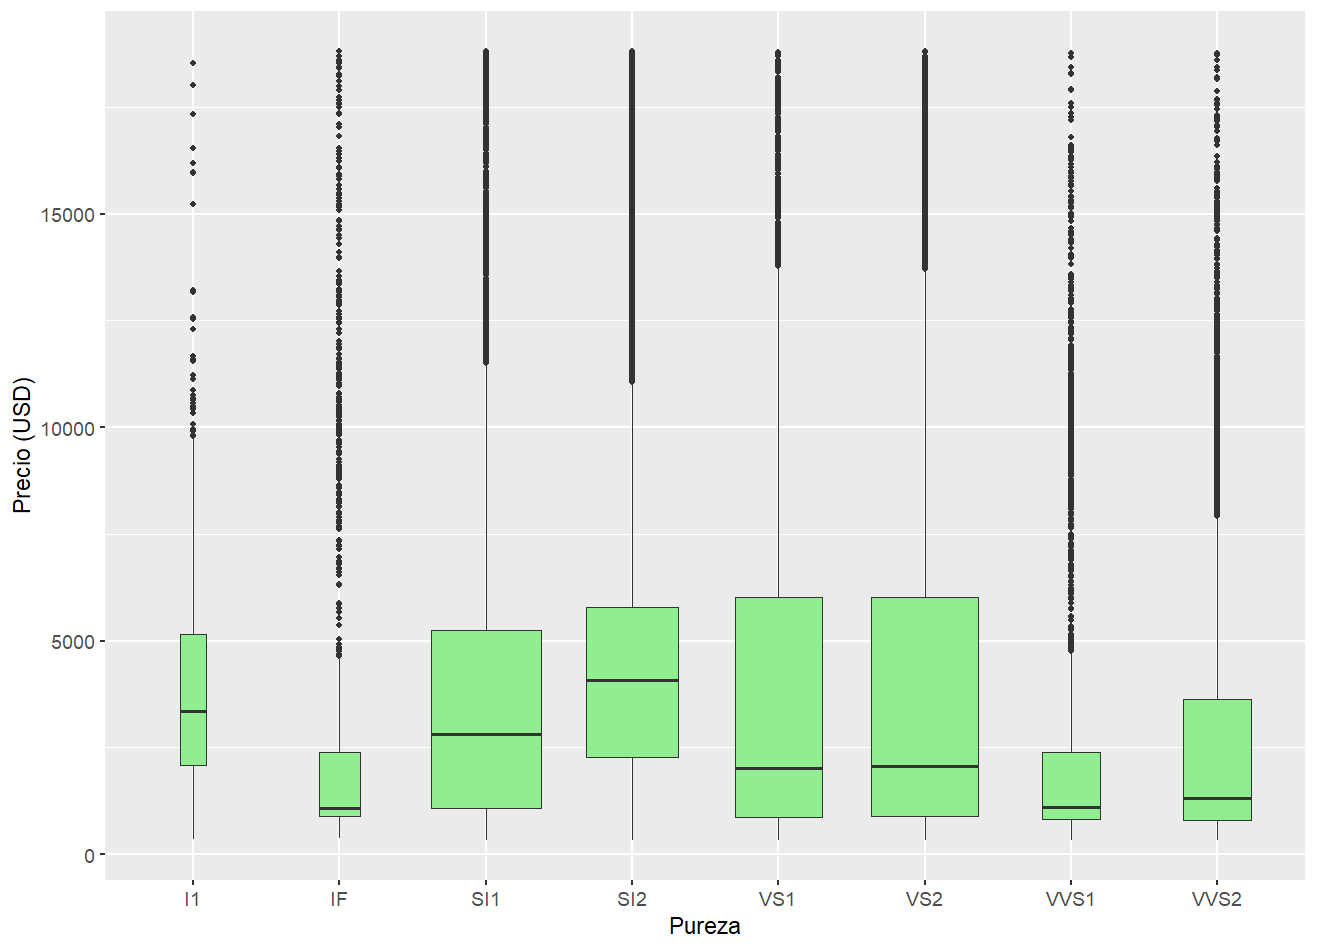 Precio (USD)
15000
10000
5000
0
I1 IF SI1 SI2 VS1 VS2 VVS1 VVS2
Pureza